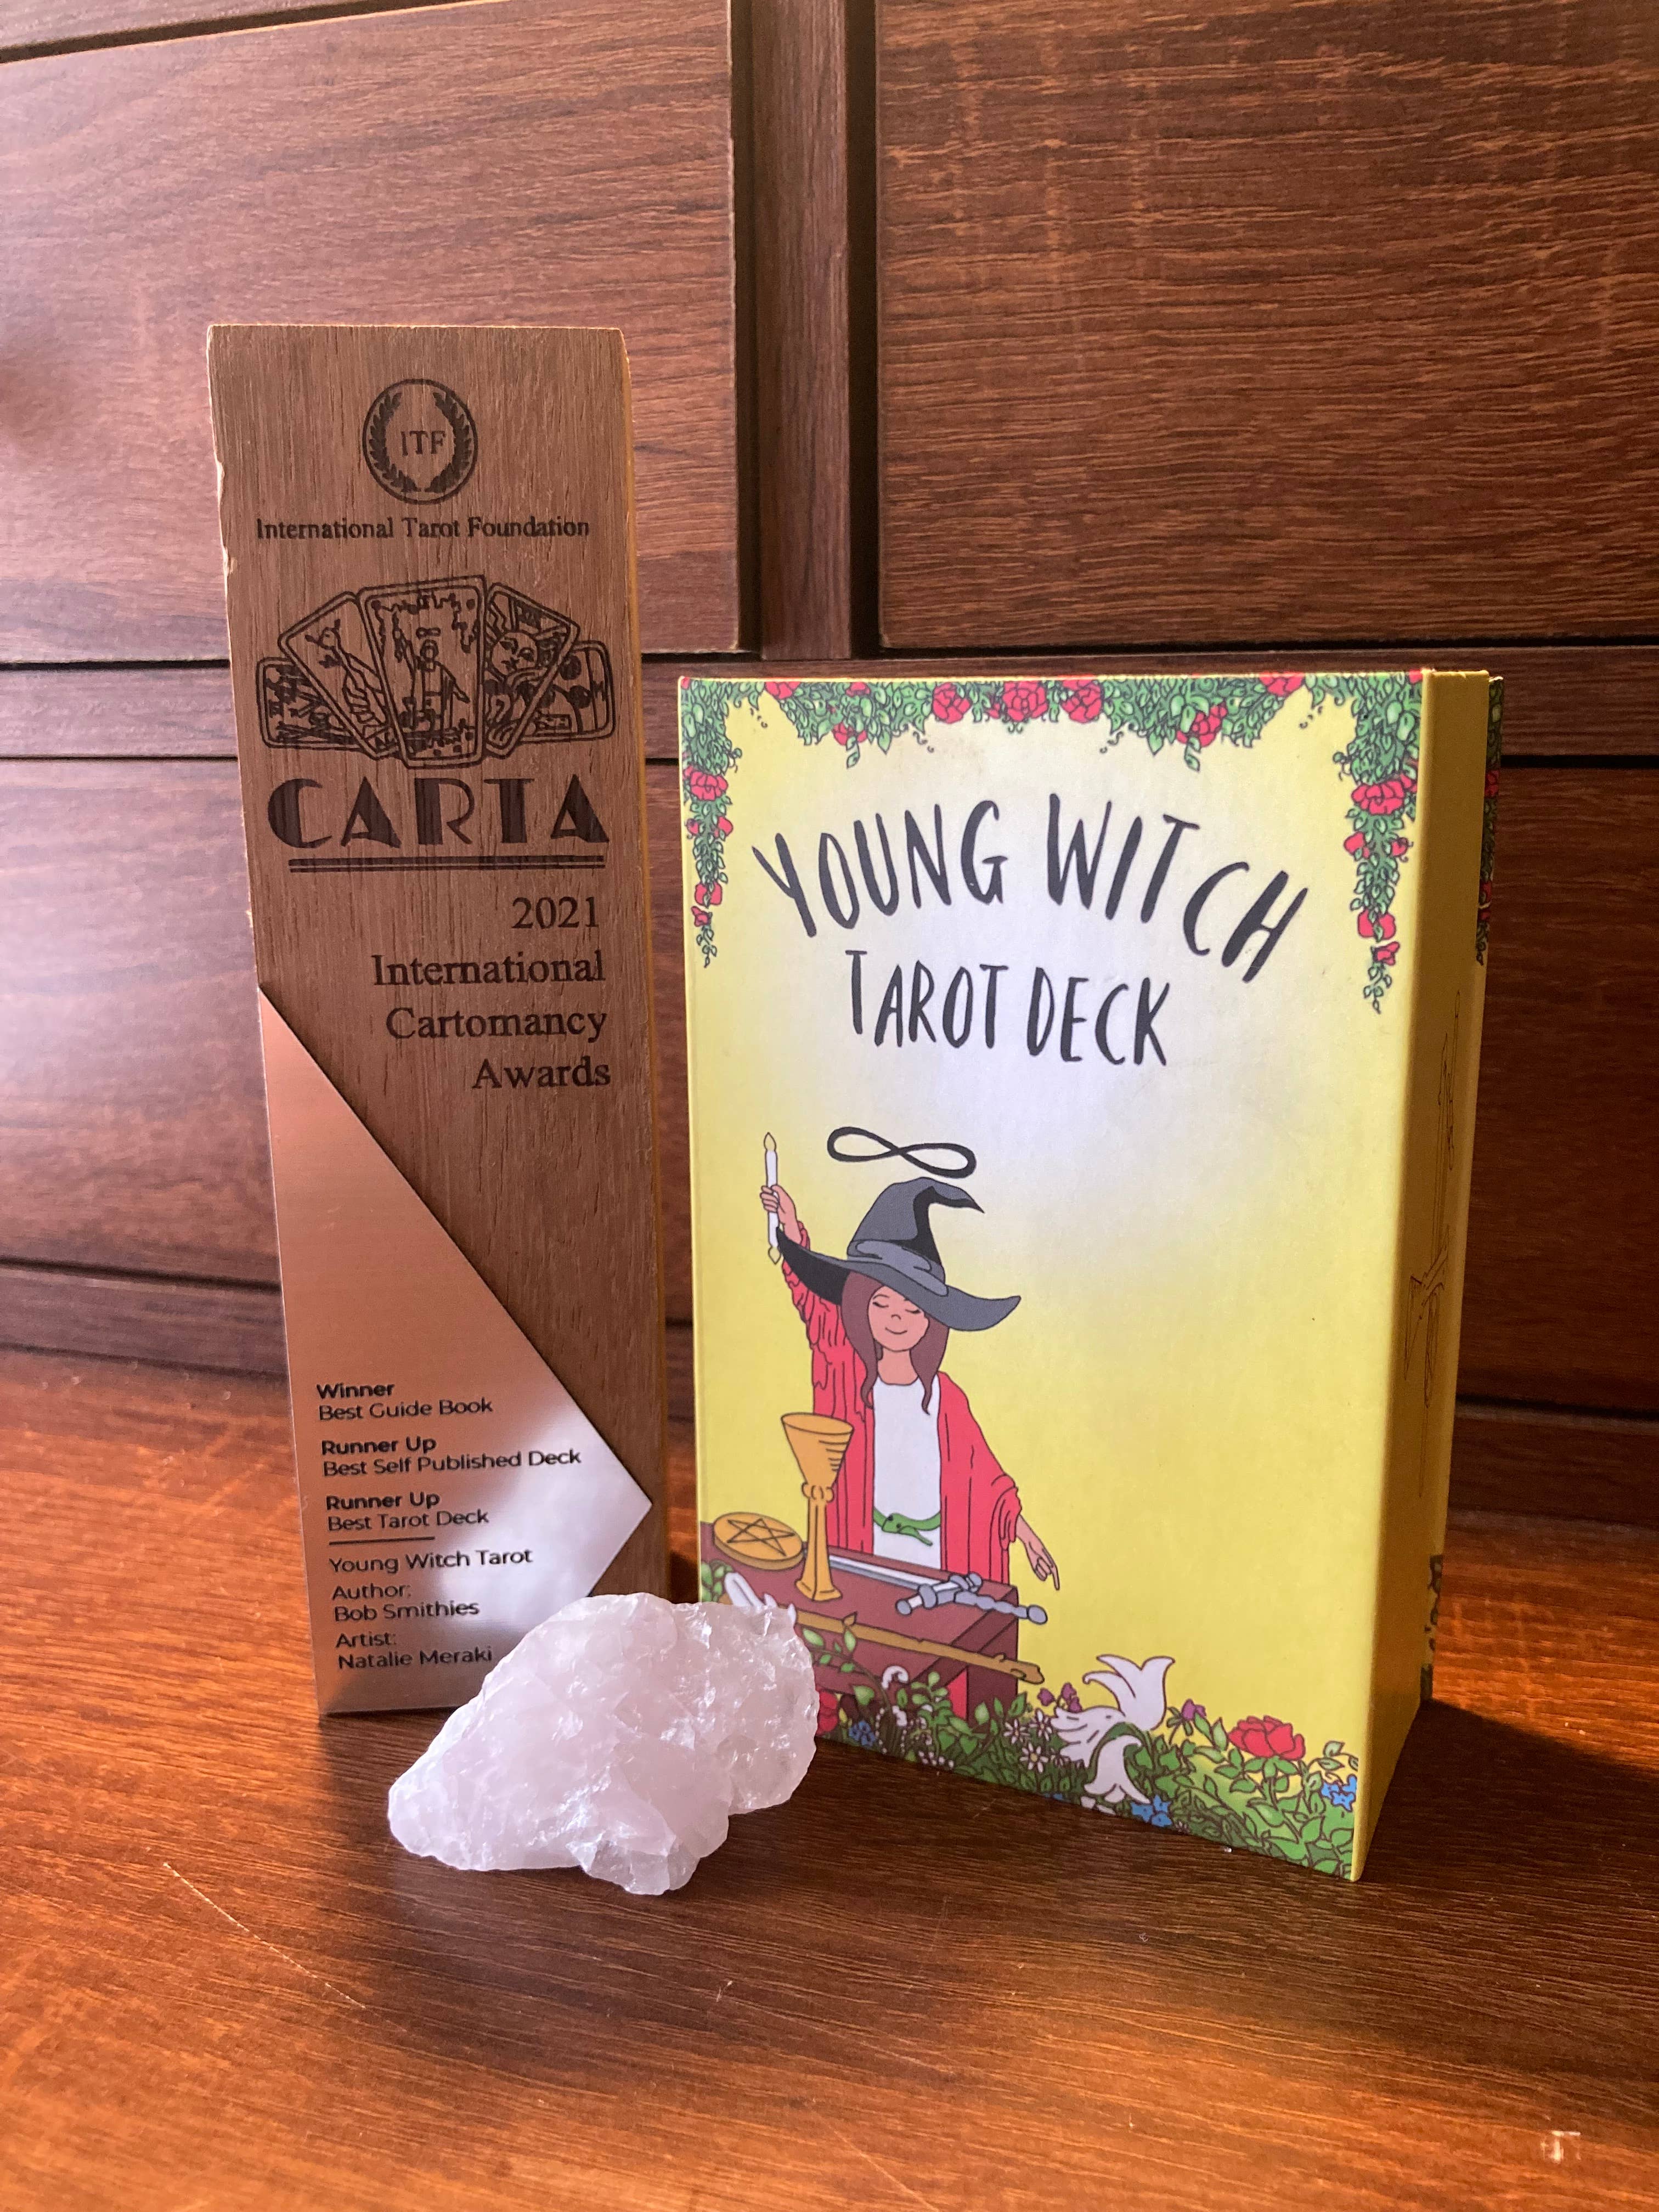 ITF
International Tarot Foundation
CARTA
2021
International
Cartomancy
Awards
Winner
Best Guide Book
Runner Up
Best Self Published Deck
Runner Up
Best Tarot Deck
Young Witch Tarot
Author:
Bob Smithies
Artist:
Natalie Meraki
YOUNG WITCH
TAROT DECK